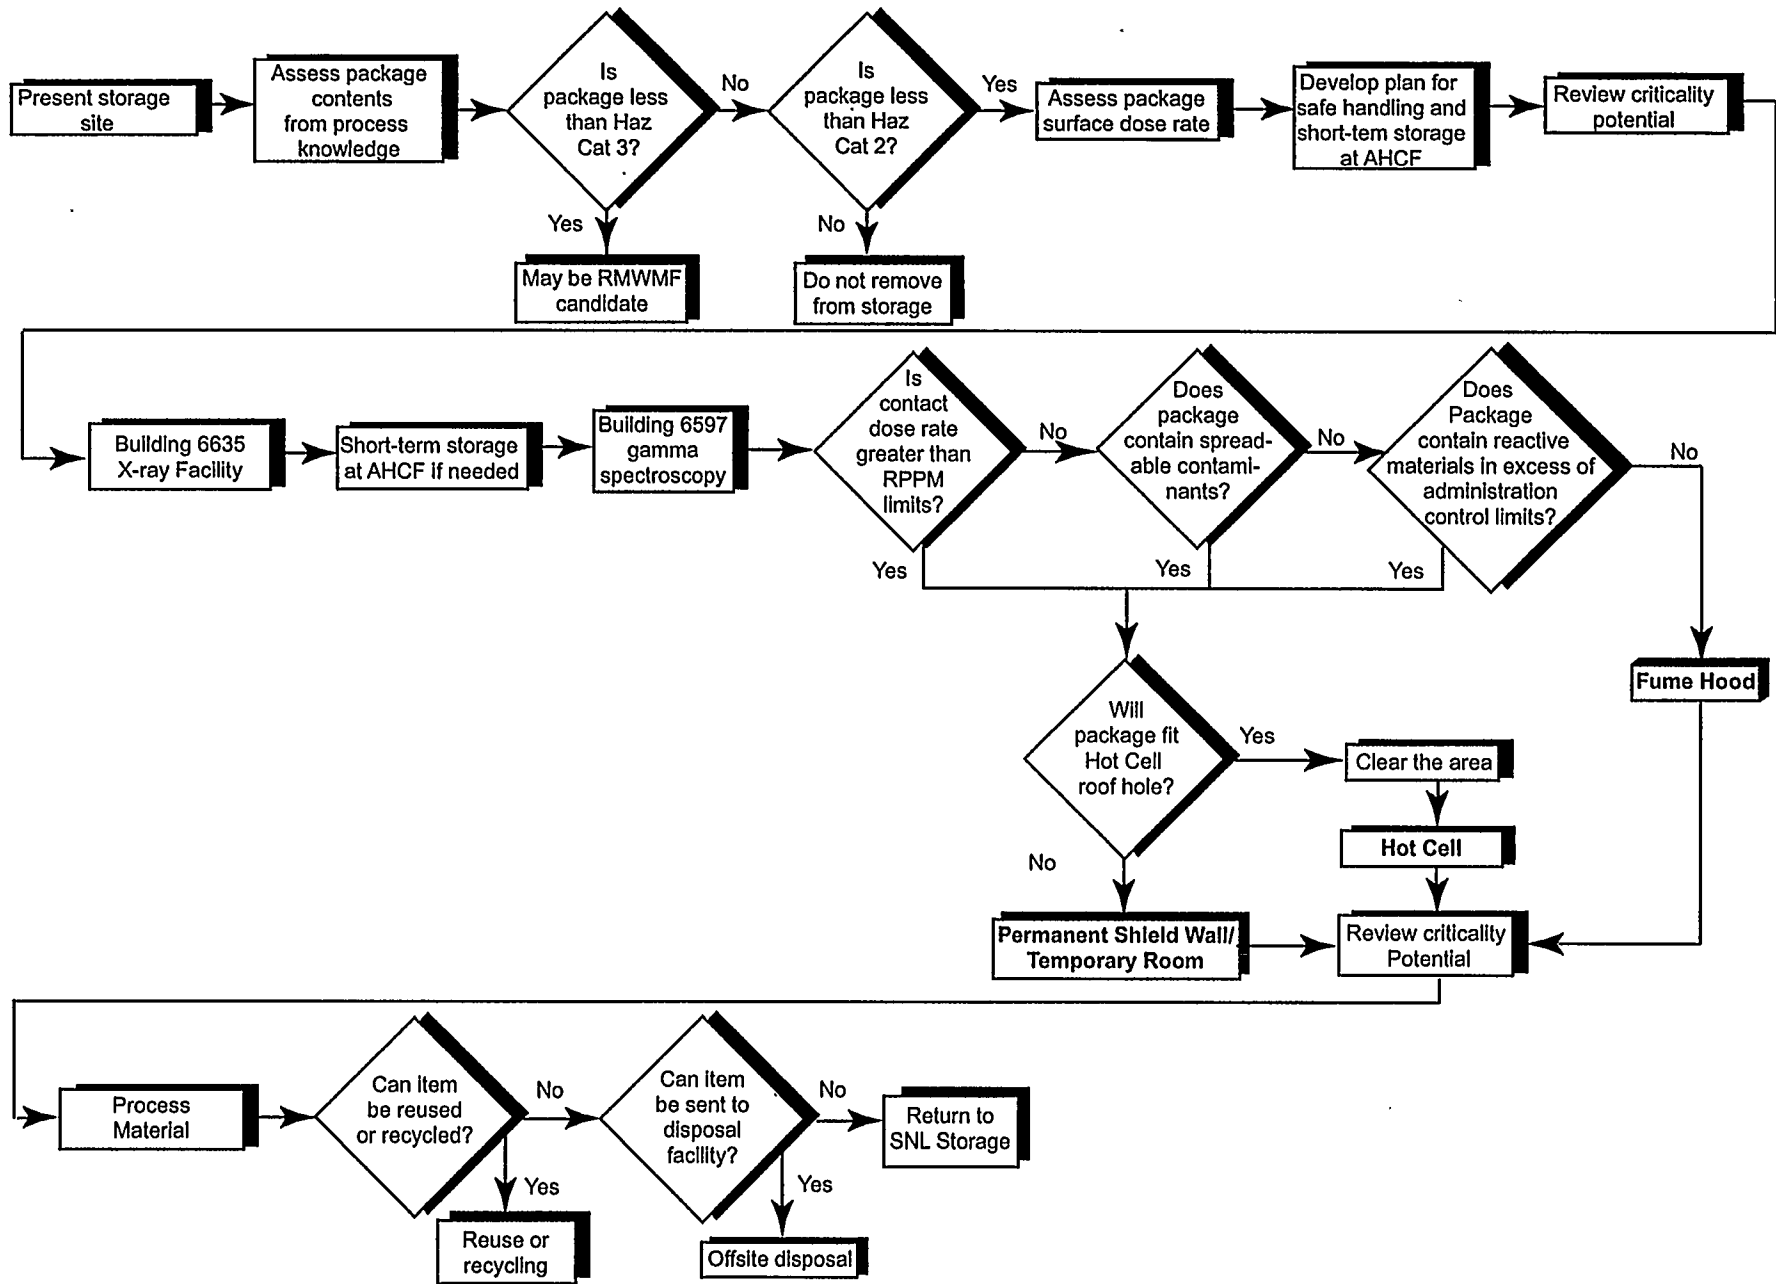 Present storage
site
Assess package
contents
from process
knowledge
Is
package less
than Haz
Cat 3?
No
Yes
May be RMWMF
candidate
Is
package less
than Haz
Cat 2?
Yes
No
Do not remove
from storage
Assess package
surface dose rate
Develop plan for
safe handling and
short-tem storage
at AHCF
Review criticality
potential
Building 6635
X-ray Facility
Short-term storage
at AHCF if needed
Building 6597
gamma
spectroscopy
Is
contact
dose rate
greater than
RPPM
limits?
No
Yes
Does
package
contain spread-
able contami-
nants?
No
Yes
Does
Package
contain reactive
materials in excess of
administration
control limits?
No
Yes
Fume Hood
Will
package fit
Hot Cell
roof hole?
Yes
No
Clear the area
Hot Cell
Permanent Shield Wall/
Temporary Room
Review criticality
Potential
Process
Material
Can item
be reused
or recycled?
No
Yes
Reuse or
recycling
Can item
be sent to
disposal
facility?
No
Yes
Offsite disposal
Return to
SNL Storage